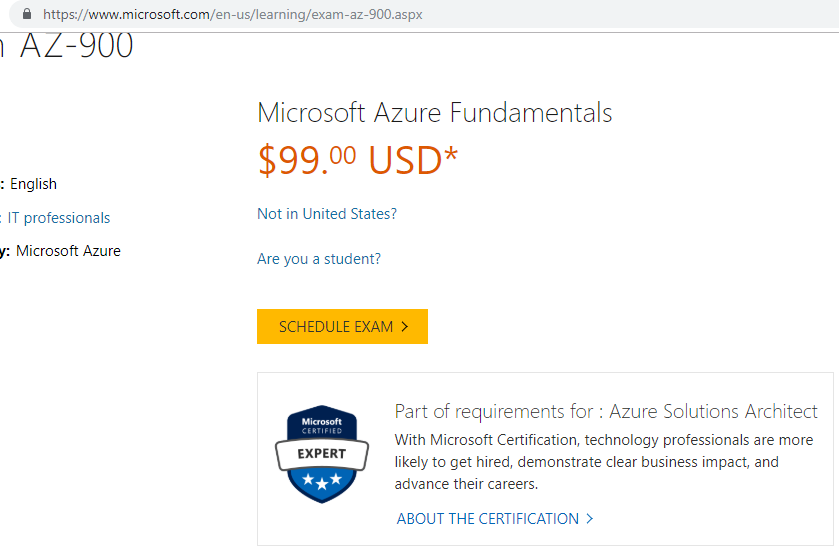 https://www.microsoft.com/en-us/learning/exam-az-900.aspx
AZ-900
Microsoft Azure Fundamentals
$99.00 USD*
: English
Not in United States?
: IT professionals
y: Microsoft Azure
Are you a student?
SCHEDULE EXAM >
Microsoft
CERTIFIED
EXPERT
Part of requirements for : Azure Solutions Architect
With Microsoft Certification, technology professionals are more
likely to get hired, demonstrate clear business impact, and
advance their careers.
ABOUT THE CERTIFICATION >